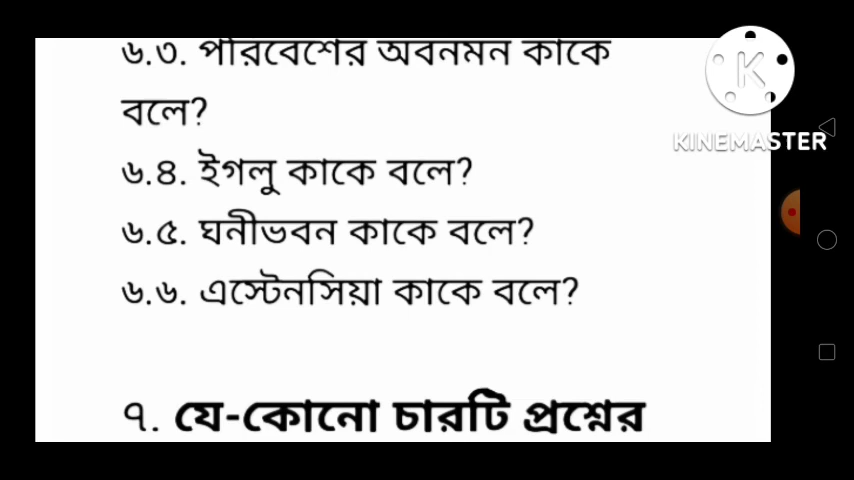 ৬.৩. পরিবেশের অবনমন কাকে
বলে?
৬.৪. ইগলু কাকে বলে?
৬.৫. ঘনীভবন কাকে বলে?
৬.৬. এস্টেনসিয়া কাকে বলে?
৭. যে-কোনো চারটি প্রশ্নের
K
KINEMASTER